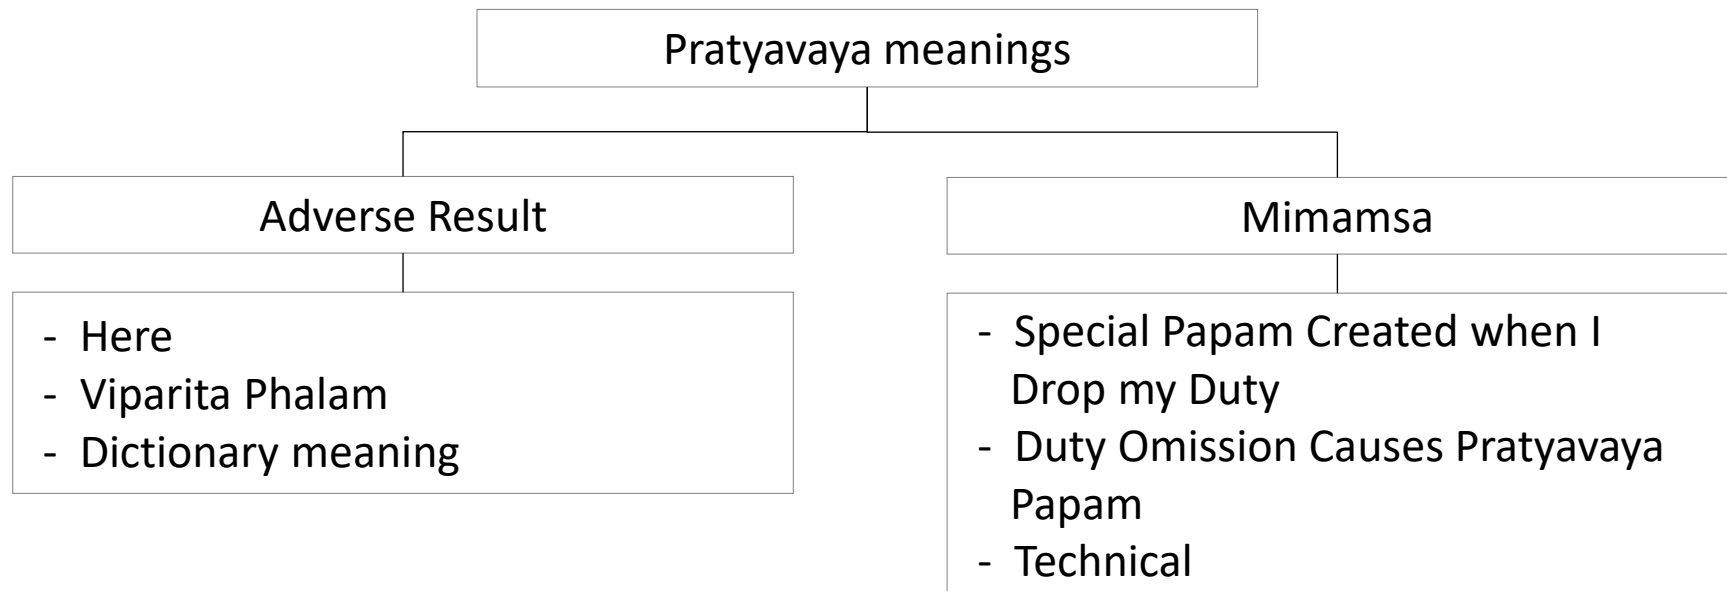 Pratyavaya meanings
Adverse Result
- Here
- Viparita Phalam
- Dictionary meaning
Mimamsa
- Special Papam Created when I
Drop my Duty
- Duty Omission Causes Pratyavaya
Papam
- Technical